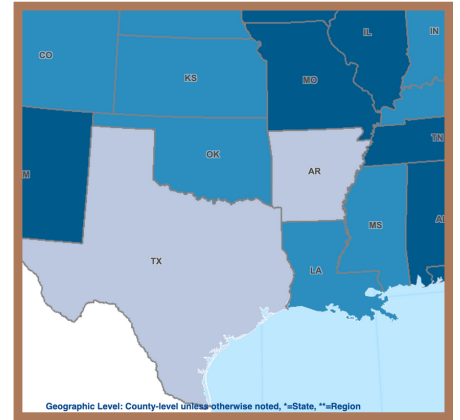 IL
IN
CO
KS
MO
TN
OK
AR
M
AL
MS
TX
LA
Geographic Level: County-level unless otherwise noted, *=State, **=Region